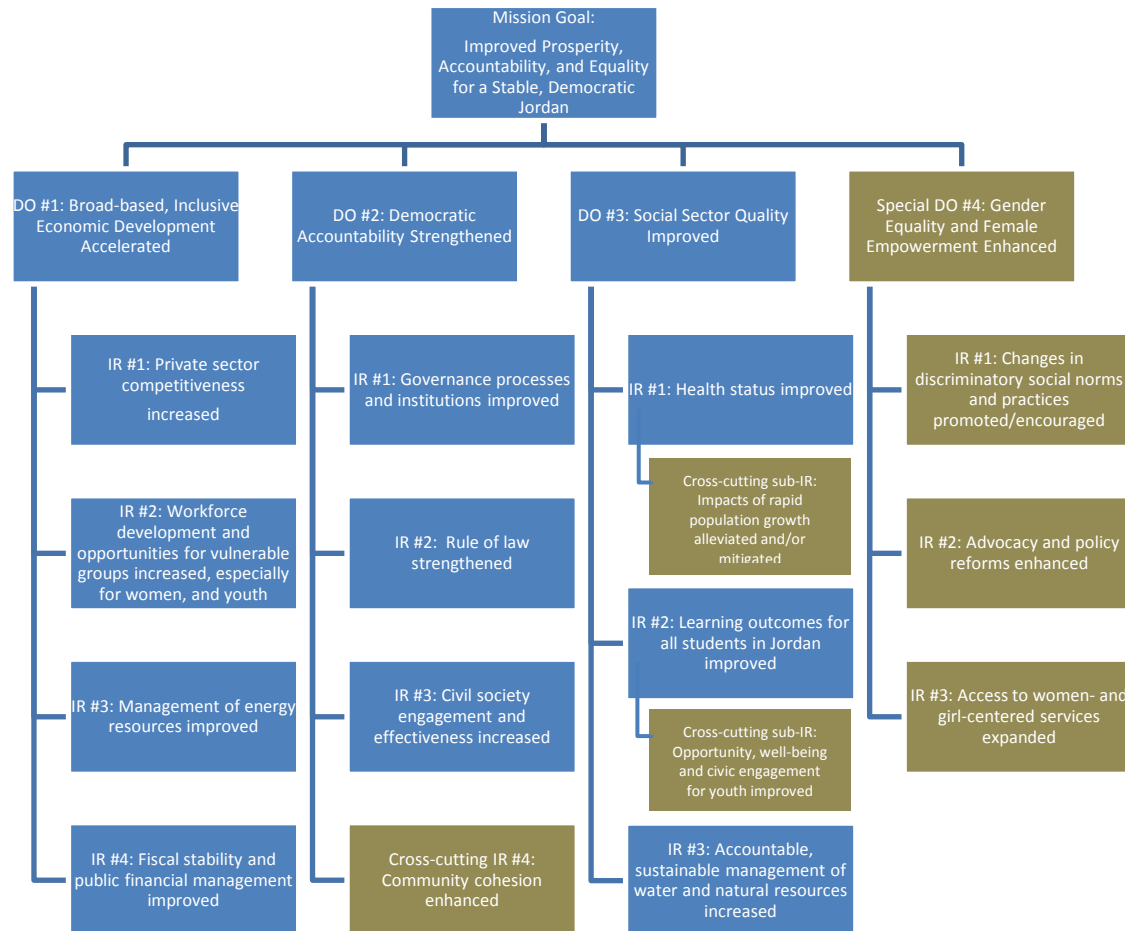 Mission Goal:
Improved Prosperity,
Accountability, and Equality
for a Stable, Democratic
Jordan
DO #1: Broad-based, Inclusive
Economic Development
Accelerated
DO #2: Democratic
Accountability Strengthened
DO #3: Social Sector Quality
Improved
Special DO #4: Gender
Equality and Female
Empowerment Enhanced
IR #1: Private sector
competitiveness
increased
IR #2: Workforce
development and
opportunities for vulnerable
groups increased, especially
for women, and youth
IR #3: Management of energy
resources improved
IR #4: Fiscal stability and
public financial management
improved
IR #1: Governance processes
and institutions improved
IR #2: Rule of law
strengthened
IR #3: Civil society
engagement and
effectiveness increased
Cross-cutting IR #4:
Community cohesion
enhanced
IR #1: Health status improved
Cross-cutting sub-IR:
Impacts of rapid
population growth
alleviated and/or
mitigated
IR #2: Learning outcomes for
all students in Jordan
improved
Cross-cutting sub-IR:
Opportunity, well-being
and civic engagement
for youth improved
IR #3: Accountable,
sustainable management of
water and natural resources
increased
IR #1: Changes in
discriminatory social norms
and practices
promoted/encouraged
IR #2: Advocacy and policy
reforms enhanced
IR #3: Access to women- and
girl-centered services
expanded